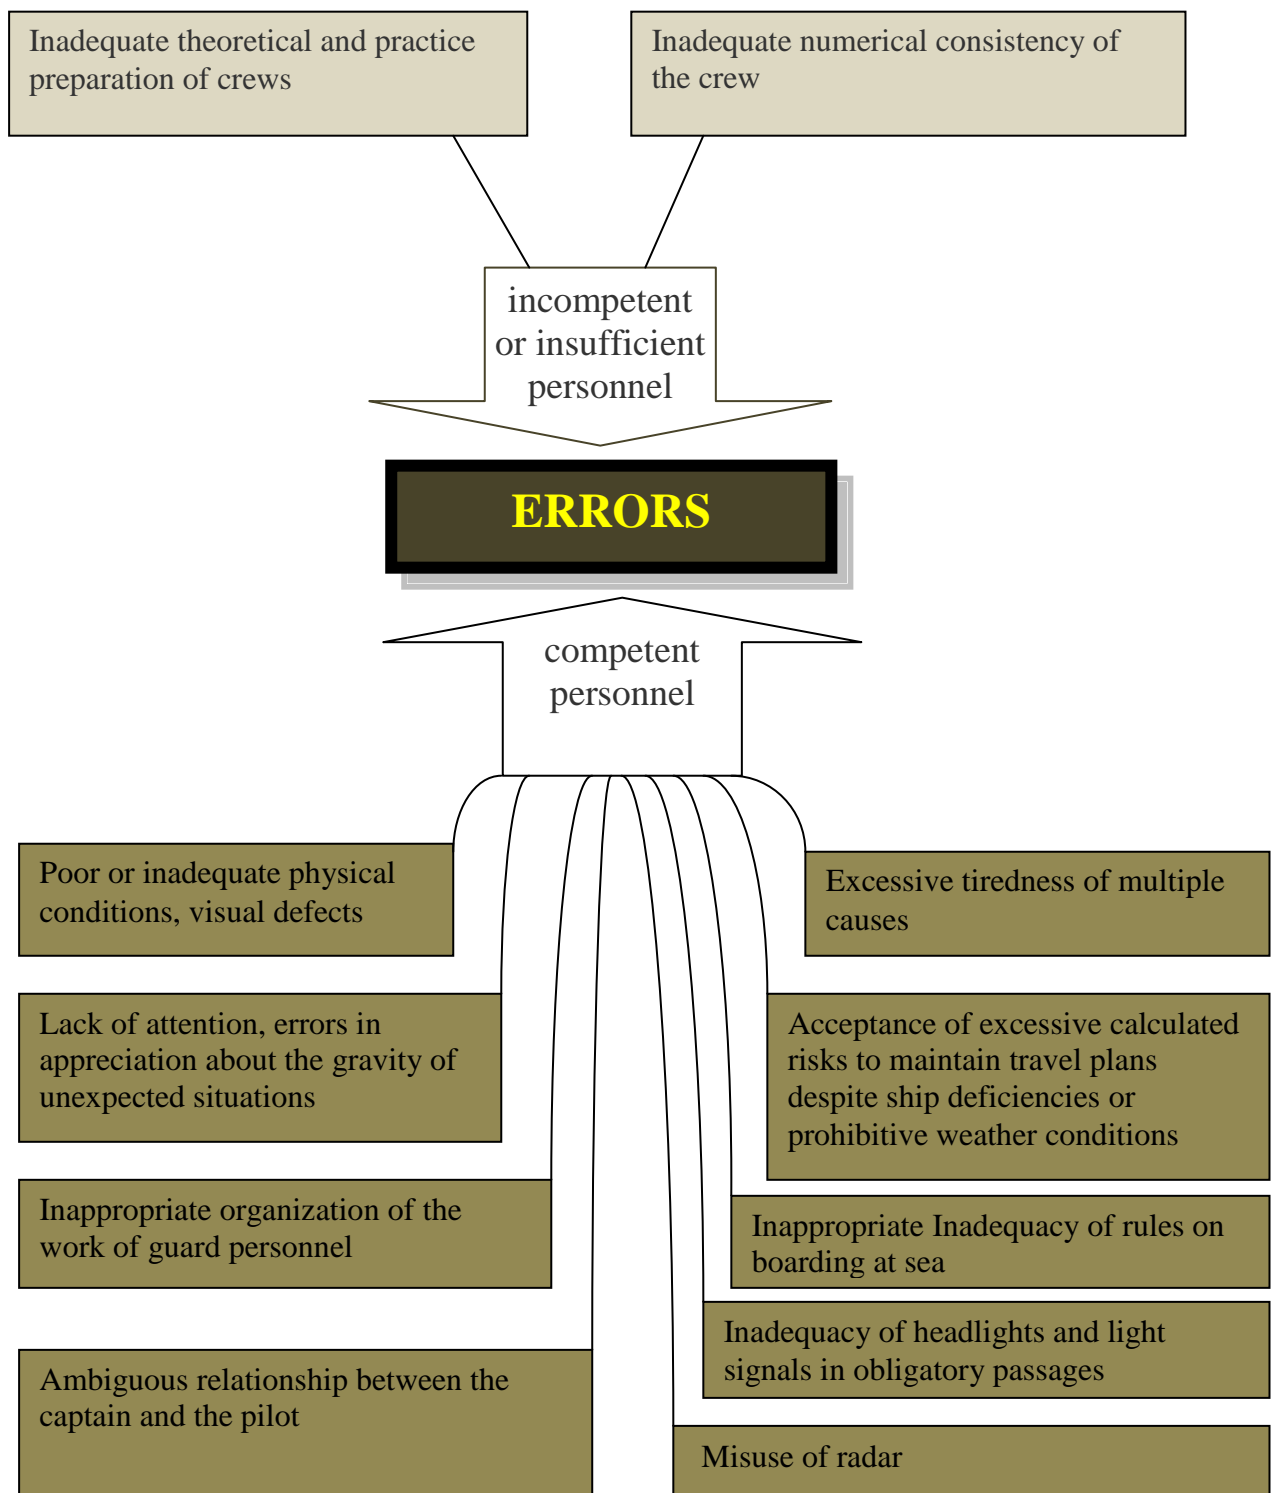 Inadequate theoretical and practice
preparation of crews
Inadequate numerical consistency of
the crew
incompetent
or insufficient
personnel
ERRORS
competent
personnel
Poor or inadequate physical
conditions, visual defects
Excessive tiredness of multiple
causes
Lack of attention, errors in
appreciation about the gravity of
unexpected situations
Acceptance of excessive calculated
risks to maintain travel plans
despite ship deficiencies or
prohibitive weather conditions
Inappropriate organization of the
work of guard personnel
Inappropriate Inadequacy of rules on
boarding at sea
Inadequacy of headlights and light
signals in obligatory passages
Ambiguous relationship between the
captain and the pilot
Misuse of radar